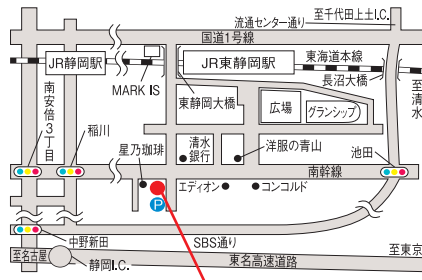 流通センター通り
至千代田上土I.C.
国道1号線
JR静岡駅
JR東静岡駅
東海道本線
長沼大橋
MARK IS
東静岡大橋
広場
グランシップ
至清水
南安倍3丁目
稲川
星乃珈琲
清水
銀行
洋服の青山
池田
南幹線
エディオン
コンコルド
P
中野新田
SBS通り
至名古屋
静岡I.C.
東名高速道路
至東京